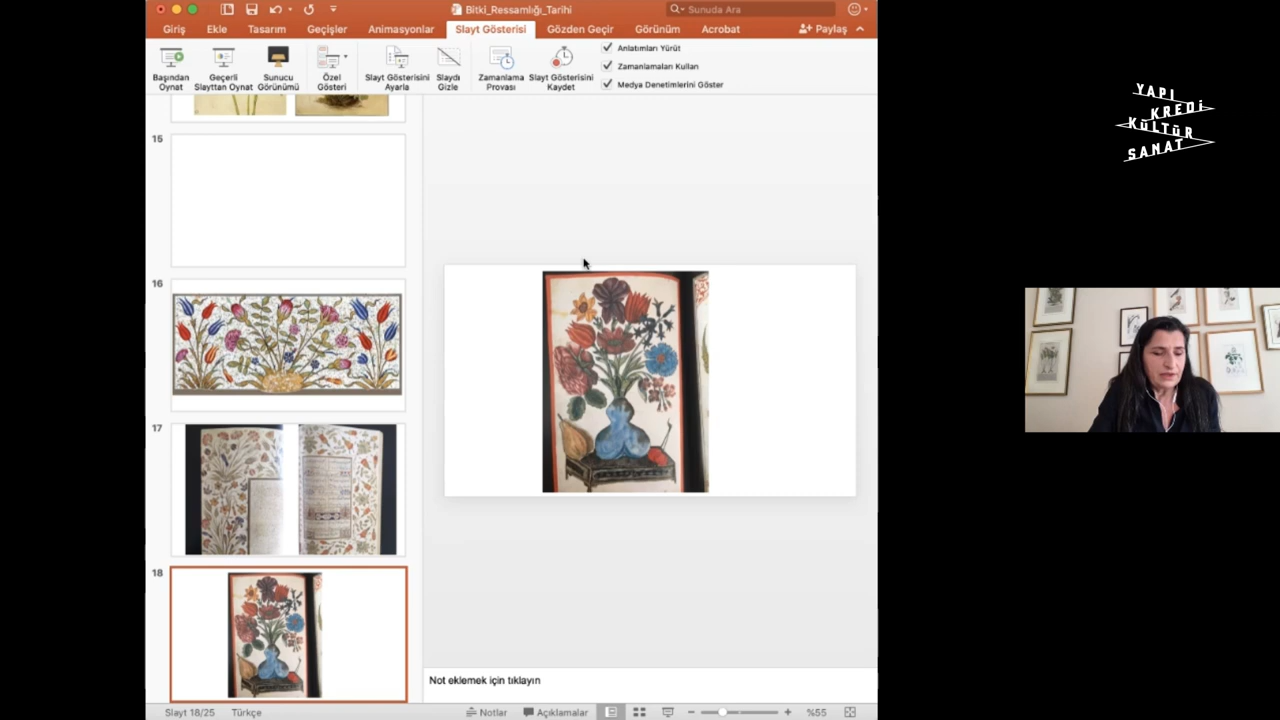 Bitki_Ressamlığı_Tarihi
Sunuda Ara
Giriş Ekle Tasarım Geçişler Animasyonlar Slayt Gösterisi Gözden Geçir Görünüm Acrobat Paylaş
Başından Oynat
Geçerli Slayttan Oynat
Sunucu Görünümü
Özel Gösteri
Slayt Gösterisini Ayarla
Slaydı Gizle
Zamanlama Provası
Slayt Gösterisini Kaydet
Anlatımları Yürüt
Zamanlamaları Kullan
Medya Denetimlerini Göster
15
16
17
18
Not eklemek için tıklayın
Slayt 18/25 Türkçe Notlar Açıklamalar %55
YAPI
KREDİ
KÜLTÜR
SANAT